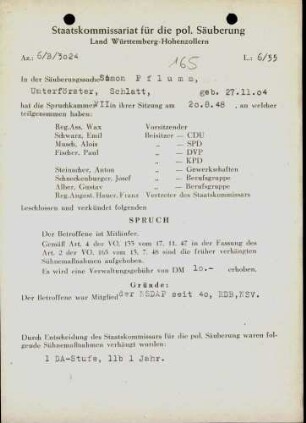 Staatskommissariat für die pol. Säuberung
Land Württemberg-Hohenzollern
Az.: 6/B/3024
L.: 6/35
165
In der Säuberungssache Simon Pflumm,
Unterförster, Schlatt, geb. 27.11.04
hat die Spruchkammer VII in ihrer Sitzung am 20.8.48 , an welcher
teilgenommen haben:
Reg.Ass. Wax Vorsitzender
Schwarz, Emil Beisitzer — CDU
Masch, Alois „ — SPD
Fischer, Paul „ — DVP
„ — KPD
Steinacher, Anton „ — Gewerkschaften
Schneckenburger, Josef „ — Berufsgruppe
Alber, Gustav „ — Berufsgruppe
Reg.Angest. Hauer, Franz Vertreter des Staatskommissars
beschlossen und verkündet folgenden
SPRUCH
Der Betroffene ist Mitläufer.
Gemäß Art. 4 der VO. 133 vom 17. 11. 47 in der Fassung des
Art. 2 der VO. 165 vom 13. 7. 48 sind die früher verhängten
Sühnemaßnahmen aufgehoben.
Es wird eine Verwaltungsgebühr von DM 10.- erhoben.
Gründe:
Der Betroffene war Mitglied der NSDAP seit 40, RDB, NSV.
Durch Entscheidung des Staatskommissars für die pol. Säuberung waren fol-
gende Sühnemaßnahmen verhängt worden:
1 DA-Stufe, 11b 1 Jahr.